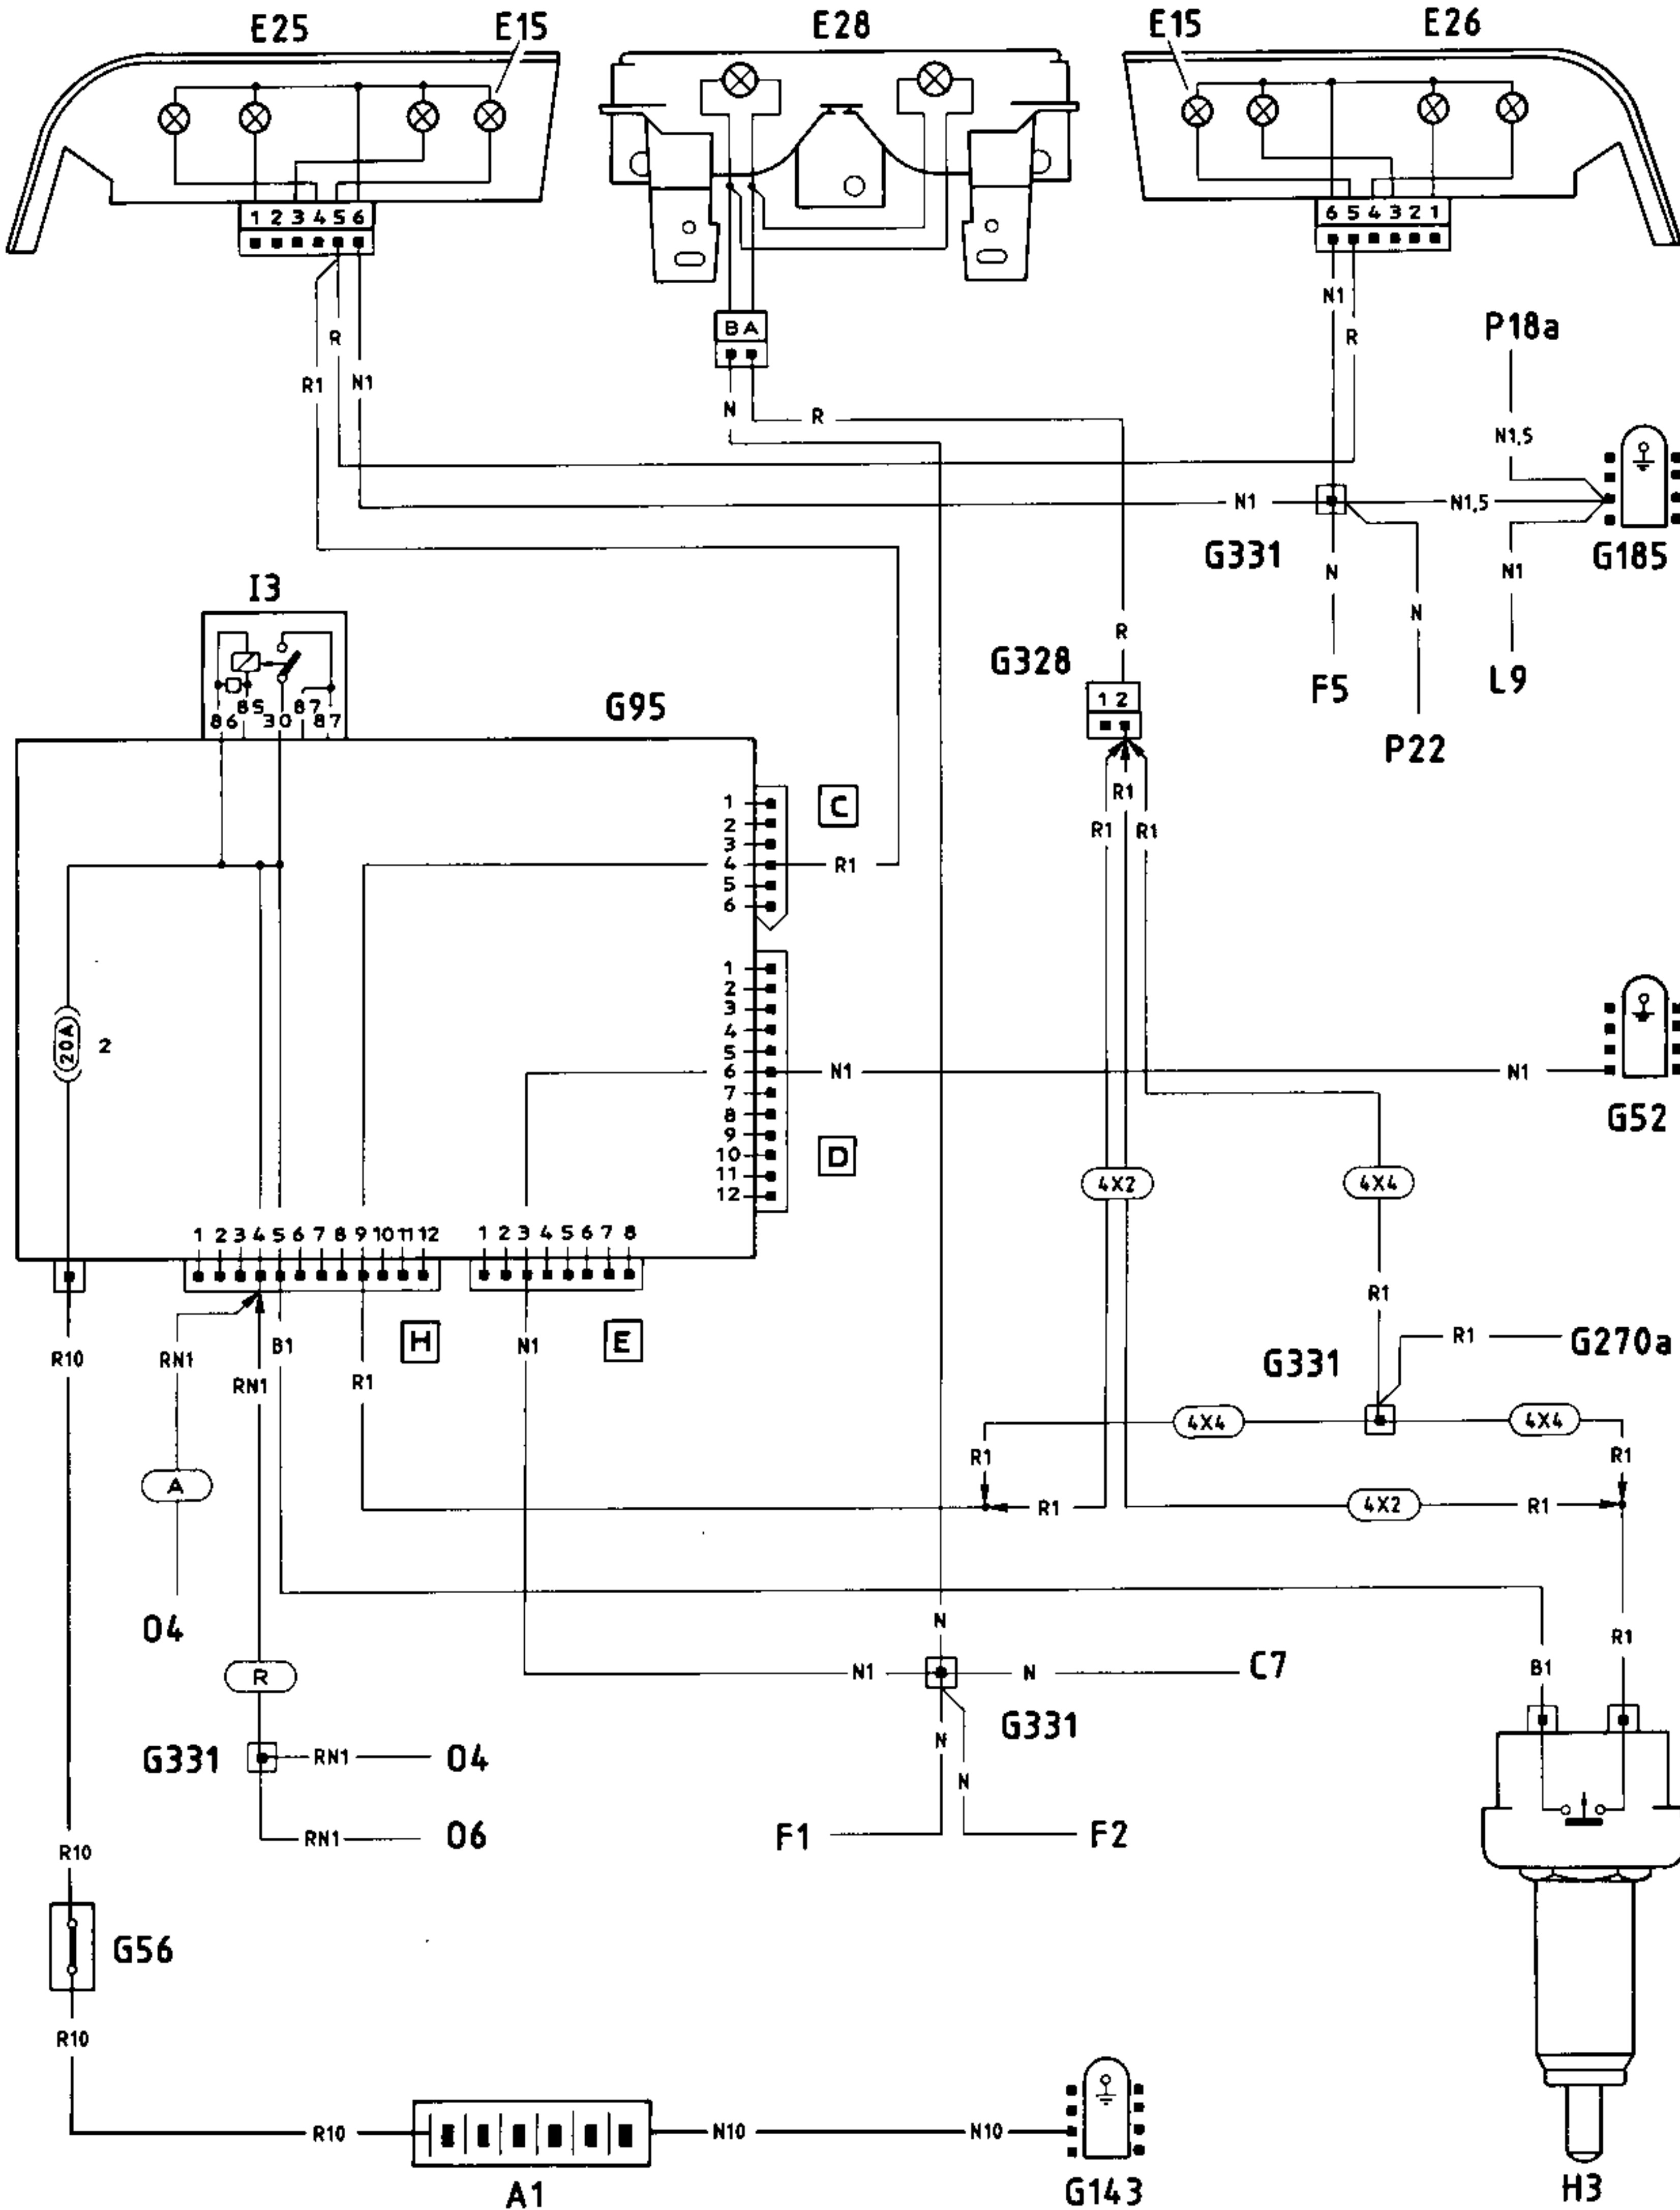 E25 E15 E28 E15 E26
1 2 3 4 5 6
6 5 4 3 2 1
B A
R
R1
N1
N
R
N1
R
P18a
N1,5
N1
N1,5
G185
G331
N
N
N1
F5
L9
P22
R
G328
1 2
R1
R1
R1
I3
86
85
30
87
87
G95
C
1
2
3
4
5
6
R1
D
1
2
3
4
5
6
7
8
9
10
11
12
N1
N1
G52
20A
2
4X2
4X4
1 2 3 4 5 6 7 8 9 10 11 12
1 2 3 4 5 6 7 8
H
E
R10
RN1
RN1
B1
R1
N1
R1
R1
G270a
G331
4X4
4X4
R1
R1
R1
4X2
R1
A
04
R
N
R1
B1
N1
N
C7
G331
N
N
G331
RN1
04
RN1
06
F1
F2
R10
G56
R10
R10
N10
N10
A1
G143
H3